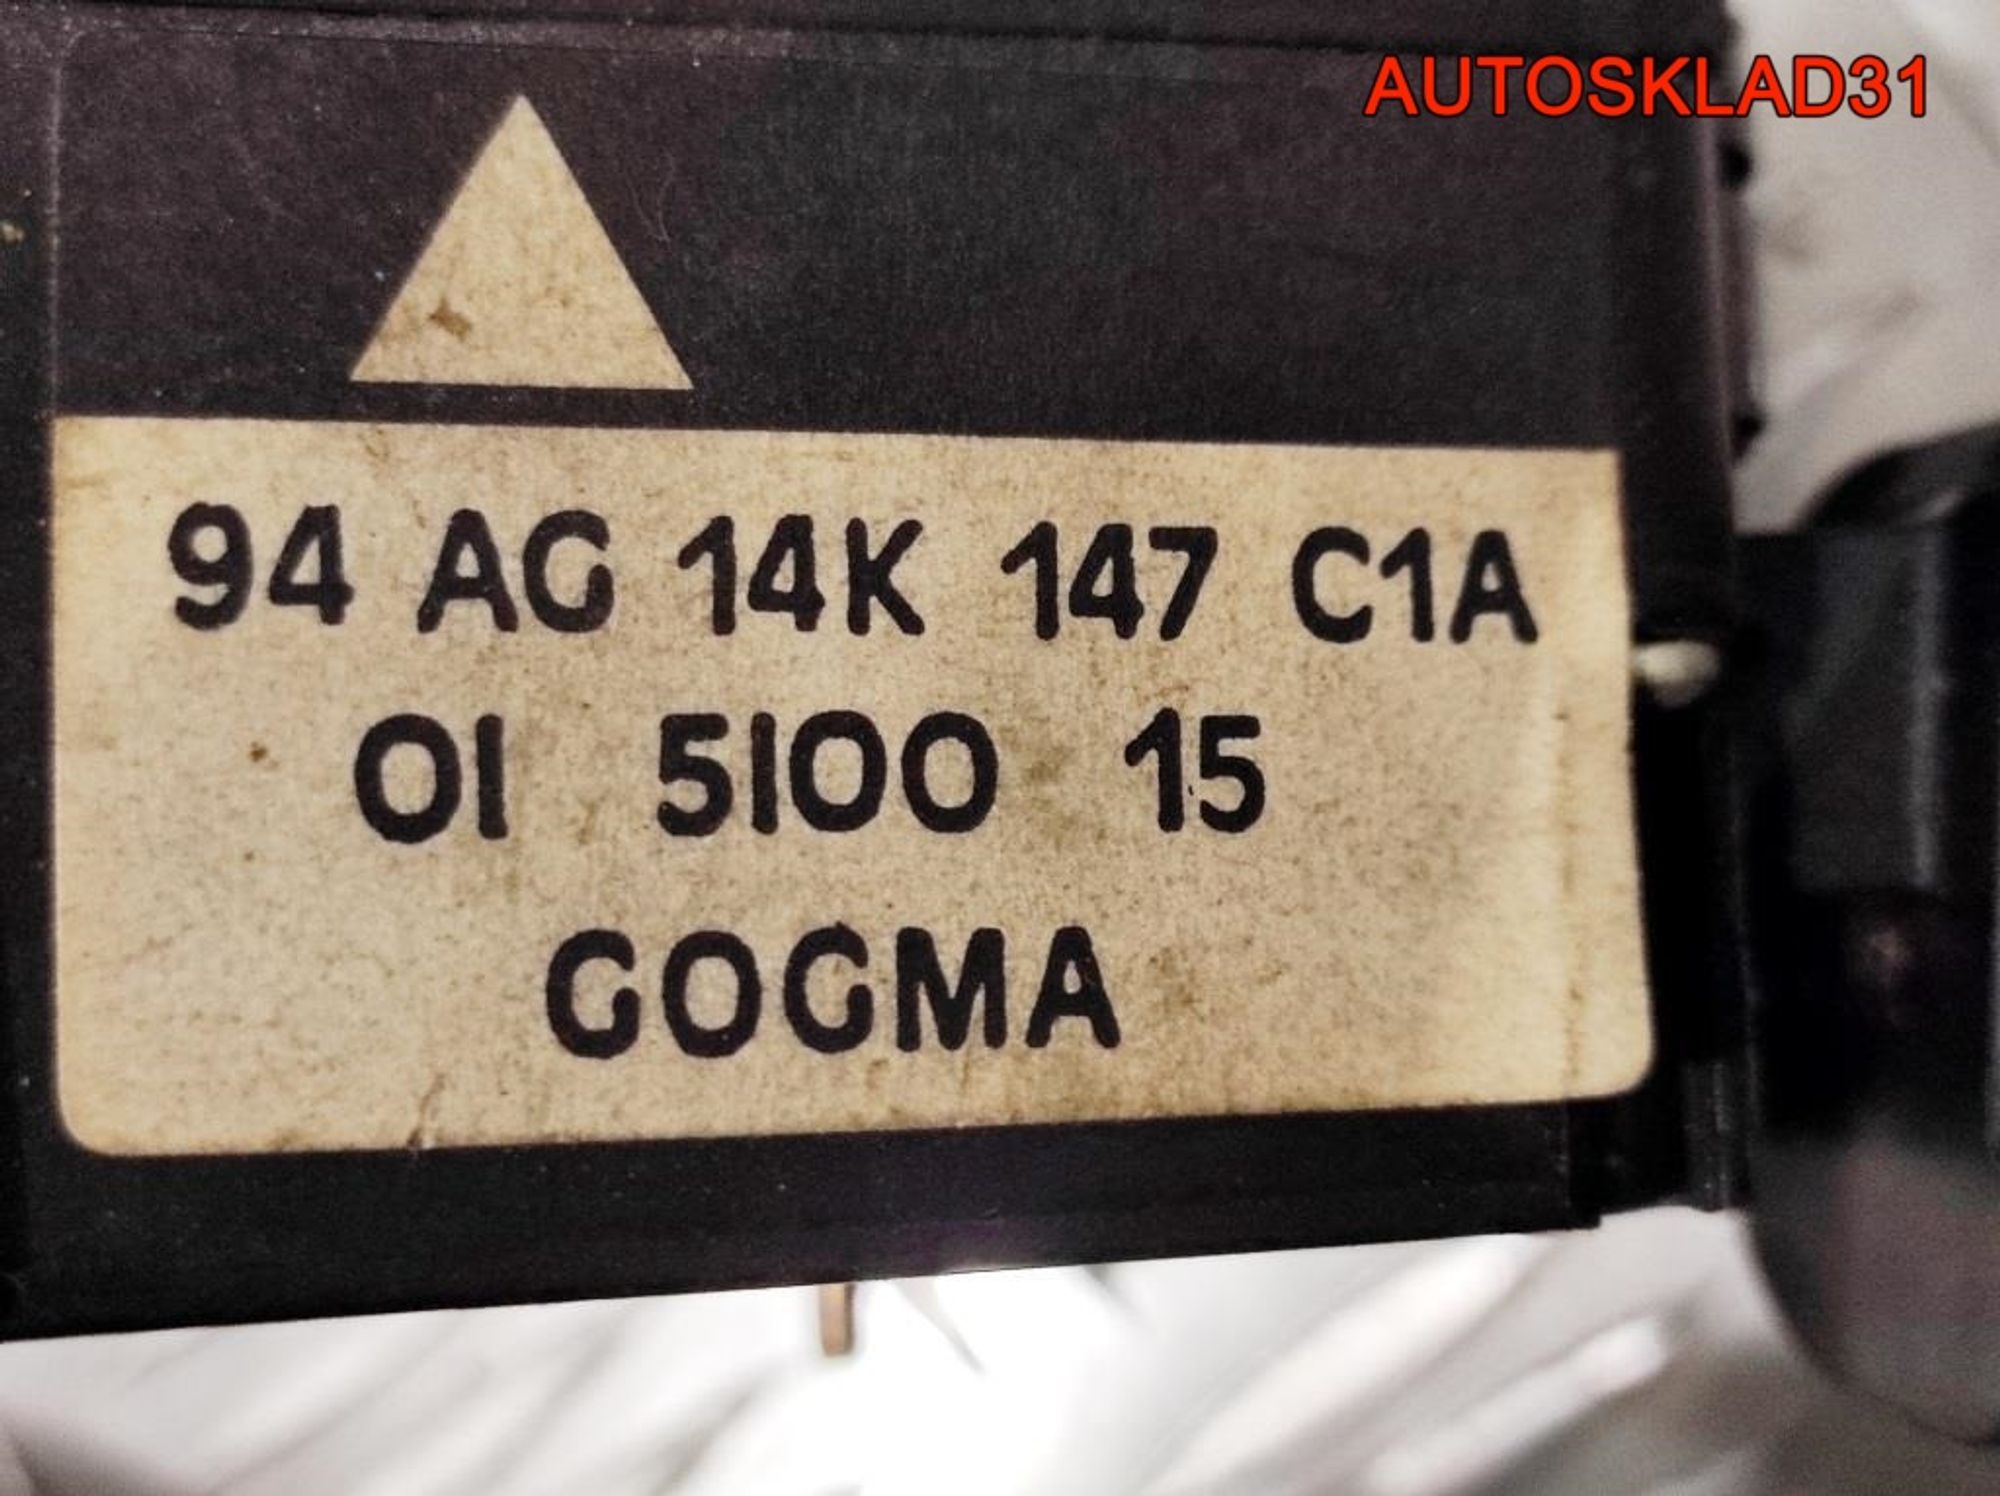 AUTOSKLAD31
94 AG 14K 147 C1A
01 5100 15
GOGMA